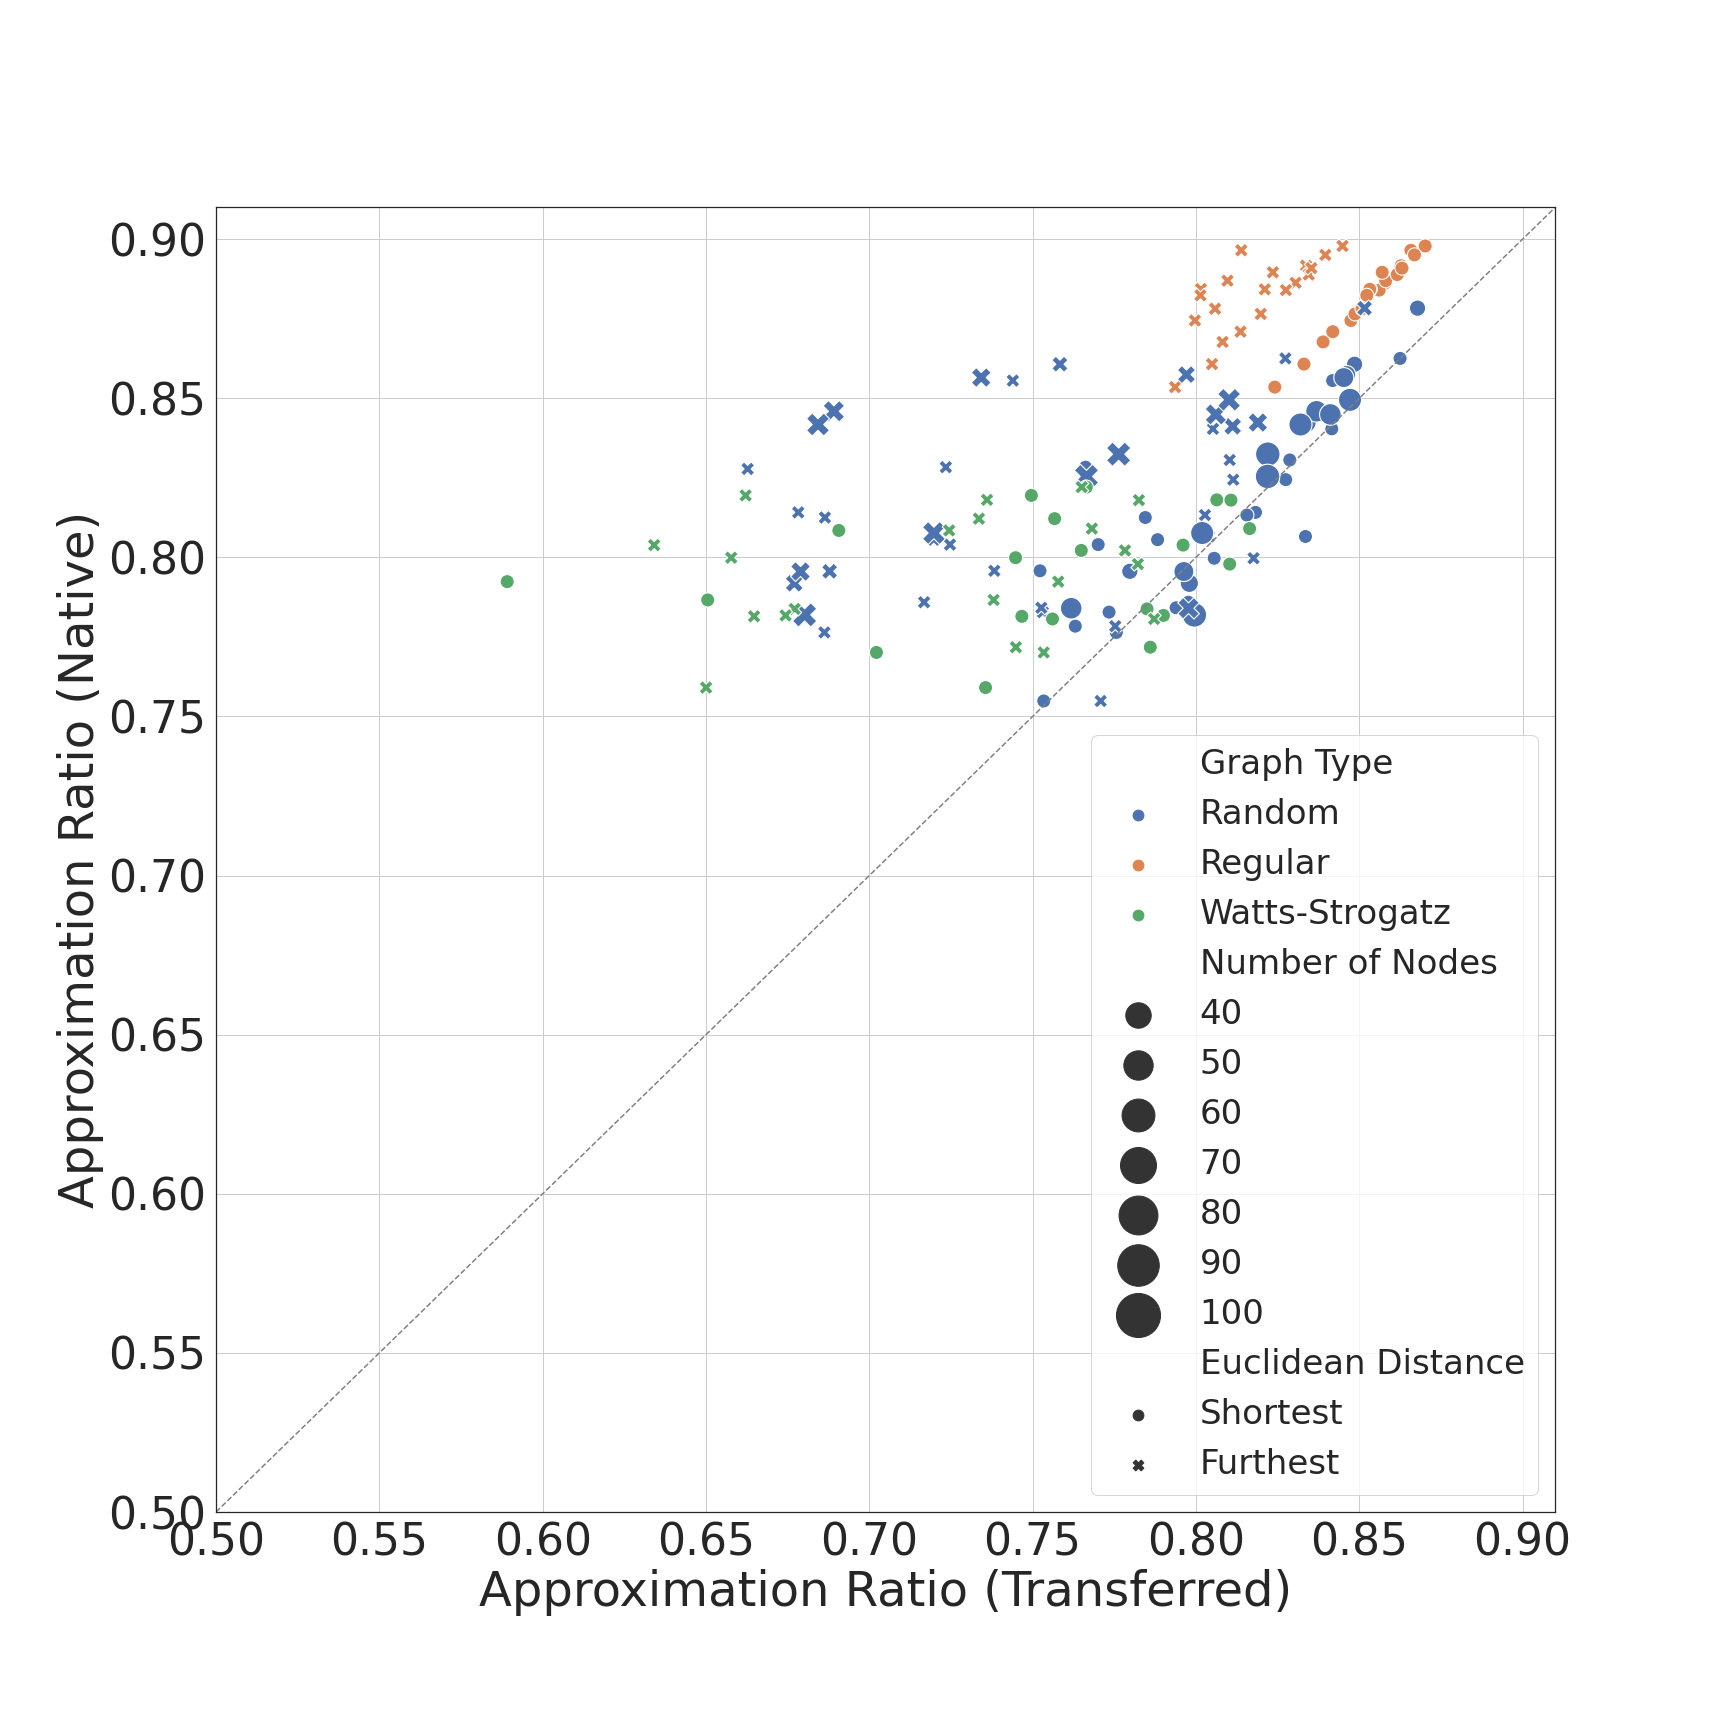 Approximation Ratio (Native)
0.90
0.85
0.80
0.75
0.70
0.65
0.60
0.55
0.50
Graph Type
Random
Regular
Watts-Strogatz
Number of Nodes
40
50
60
70
80
90
100
Euclidean Distance
Shortest
Furthest
0.50 0.55 0.60 0.65 0.70 0.75 0.80 0.85 0.90
Approximation Ratio (Transferred)